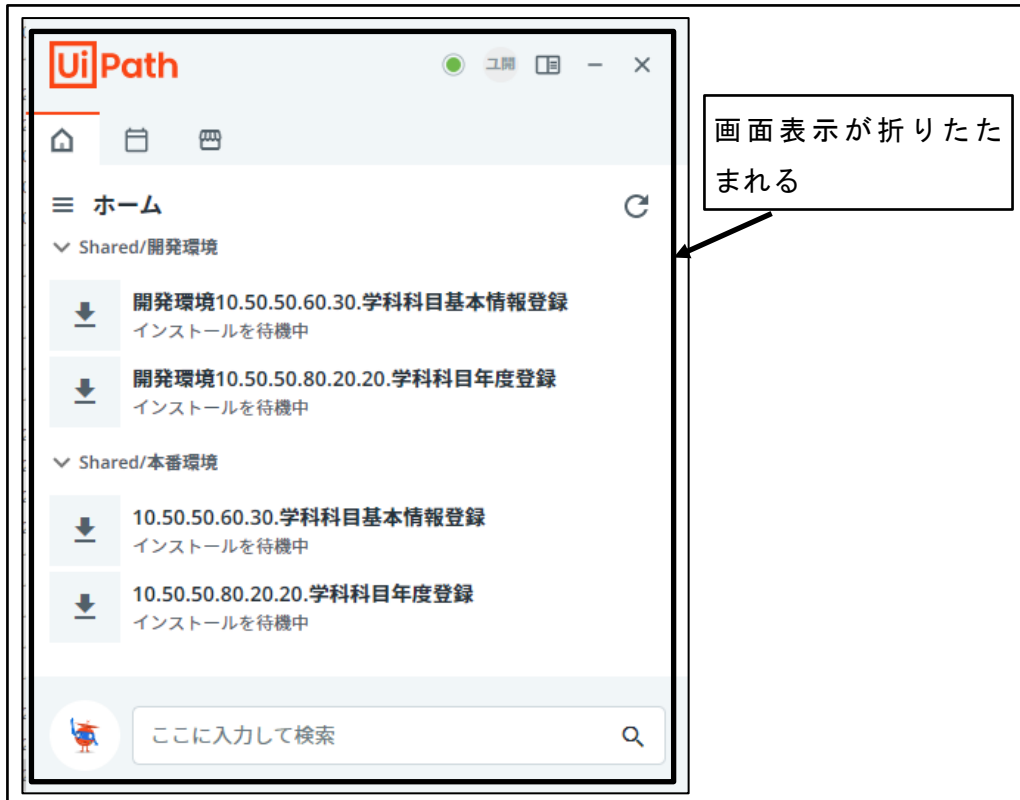 UiPath
ユ開
画面表示が折りたた
まれる
ホーム
Shared/開発環境
開発環境10.50.50.60.30.学科科目基本情報登録
インストールを待機中
開発環境10.50.50.80.20.20.学科科目年度登録
インストールを待機中
Shared/本番環境
10.50.50.60.30.学科科目基本情報登録
インストールを待機中
10.50.50.80.20.20.学科科目年度登録
インストールを待機中
ここに入力して検索